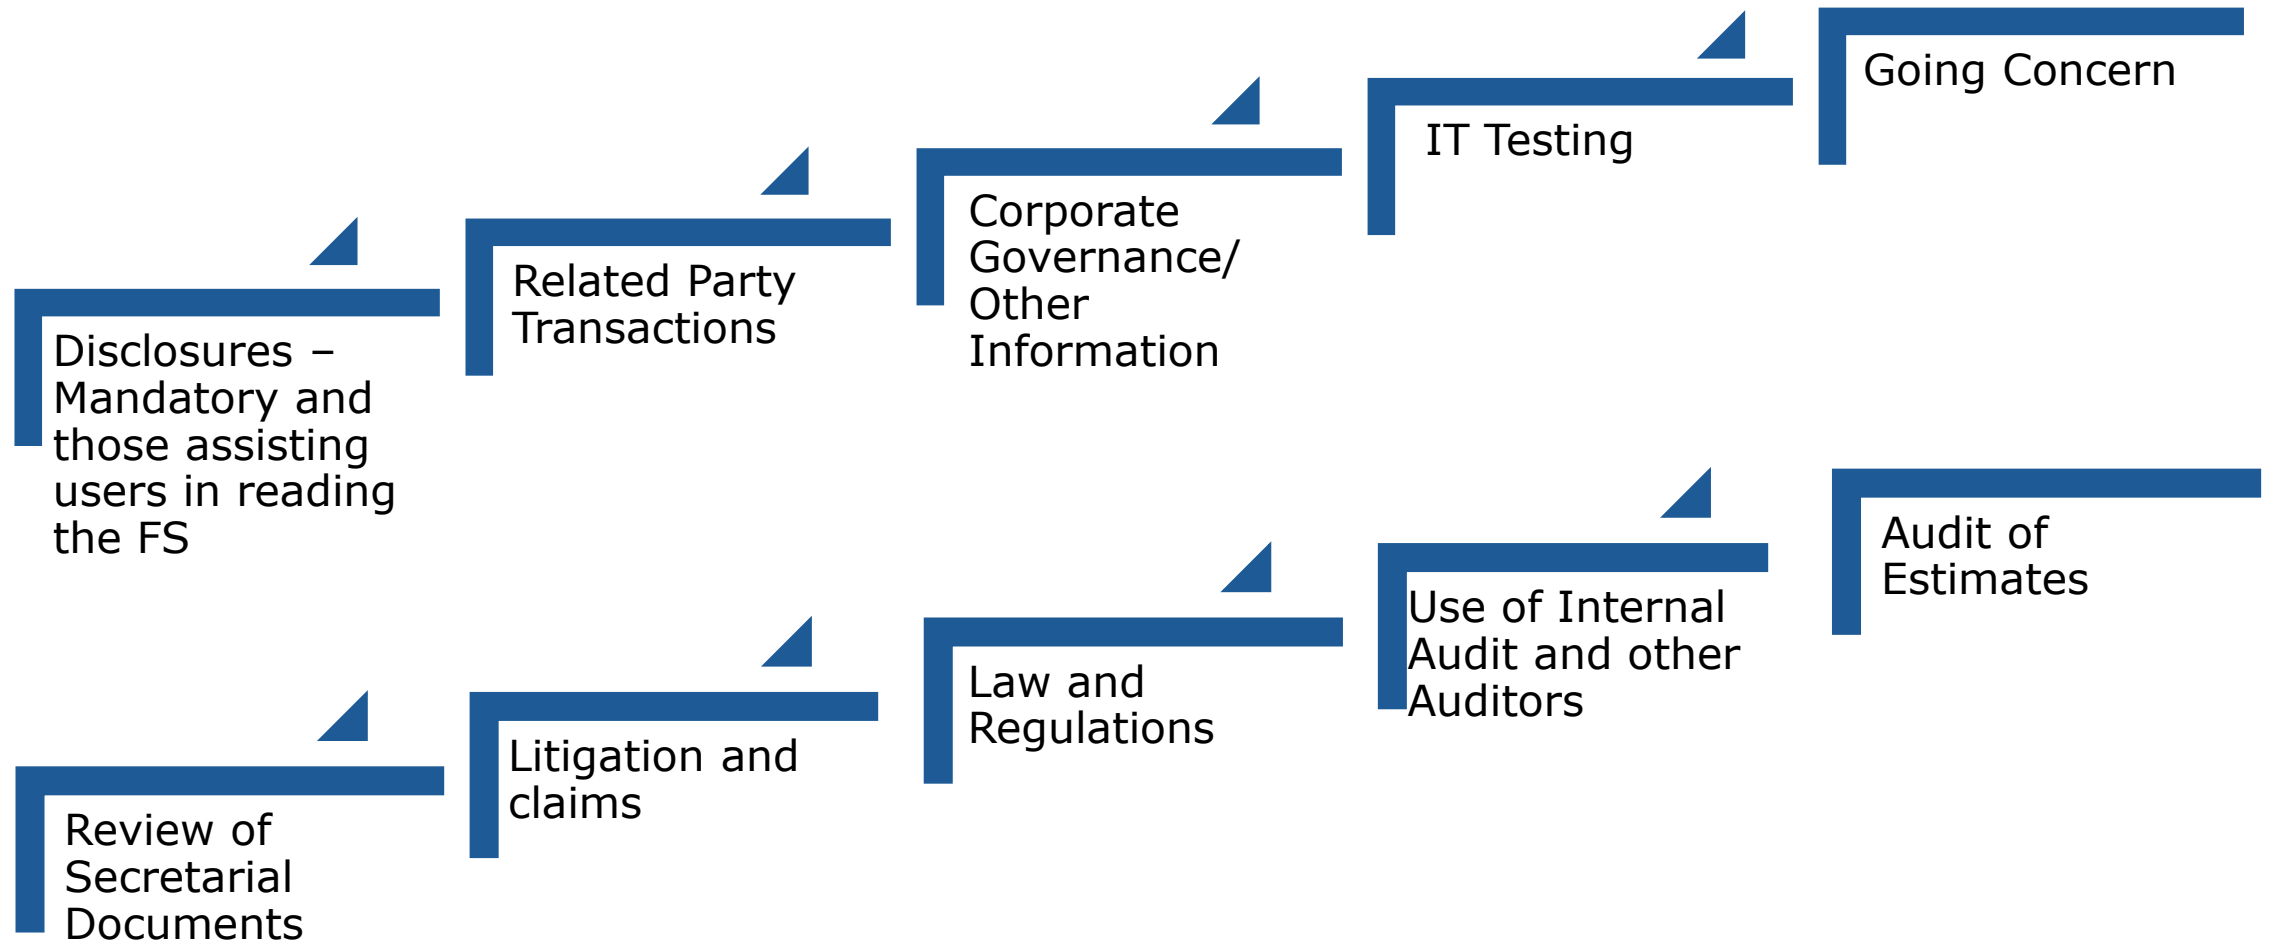 Disclosures –
Mandatory and
those assisting
users in reading
the FS
Related Party
Transactions
Corporate
Governance/
Other
Information
IT Testing
Going Concern
Review of
Secretarial
Documents
Litigation and
claims
Law and
Regulations
Use of Internal
Audit and other
Auditors
Audit of
Estimates